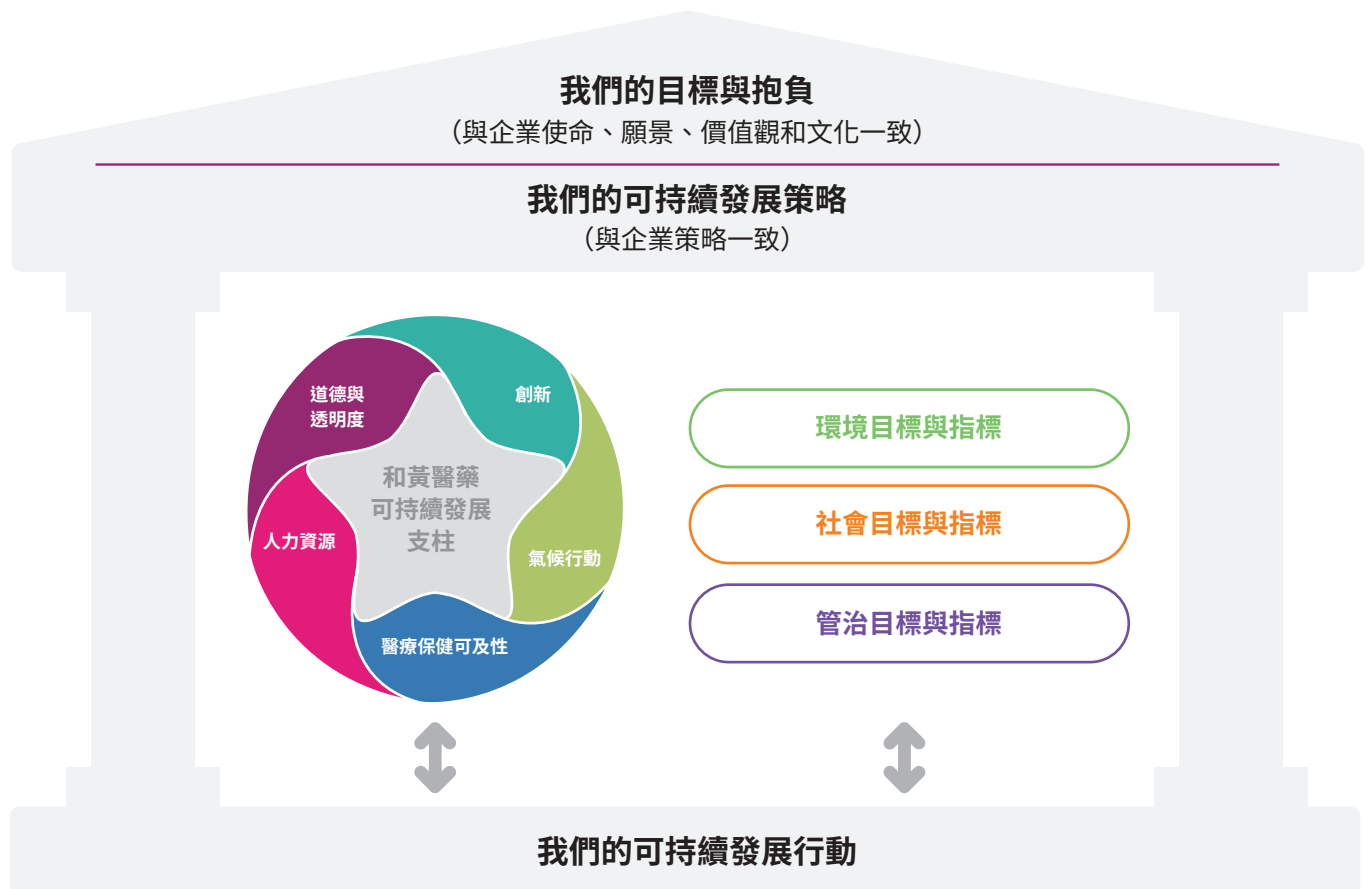 我們的目標與抱負
（與企業使命、願景、價值觀和文化一致）
我們的可持續發展策略
（與企業策略一致）
道德與
透明度
創新
和黃醫藥
可持續發展
支柱
人力資源
氣候行動
醫療保健可及性
環境目標與指標
社會目標與指標
管治目標與指標
我們的可持續發展行動